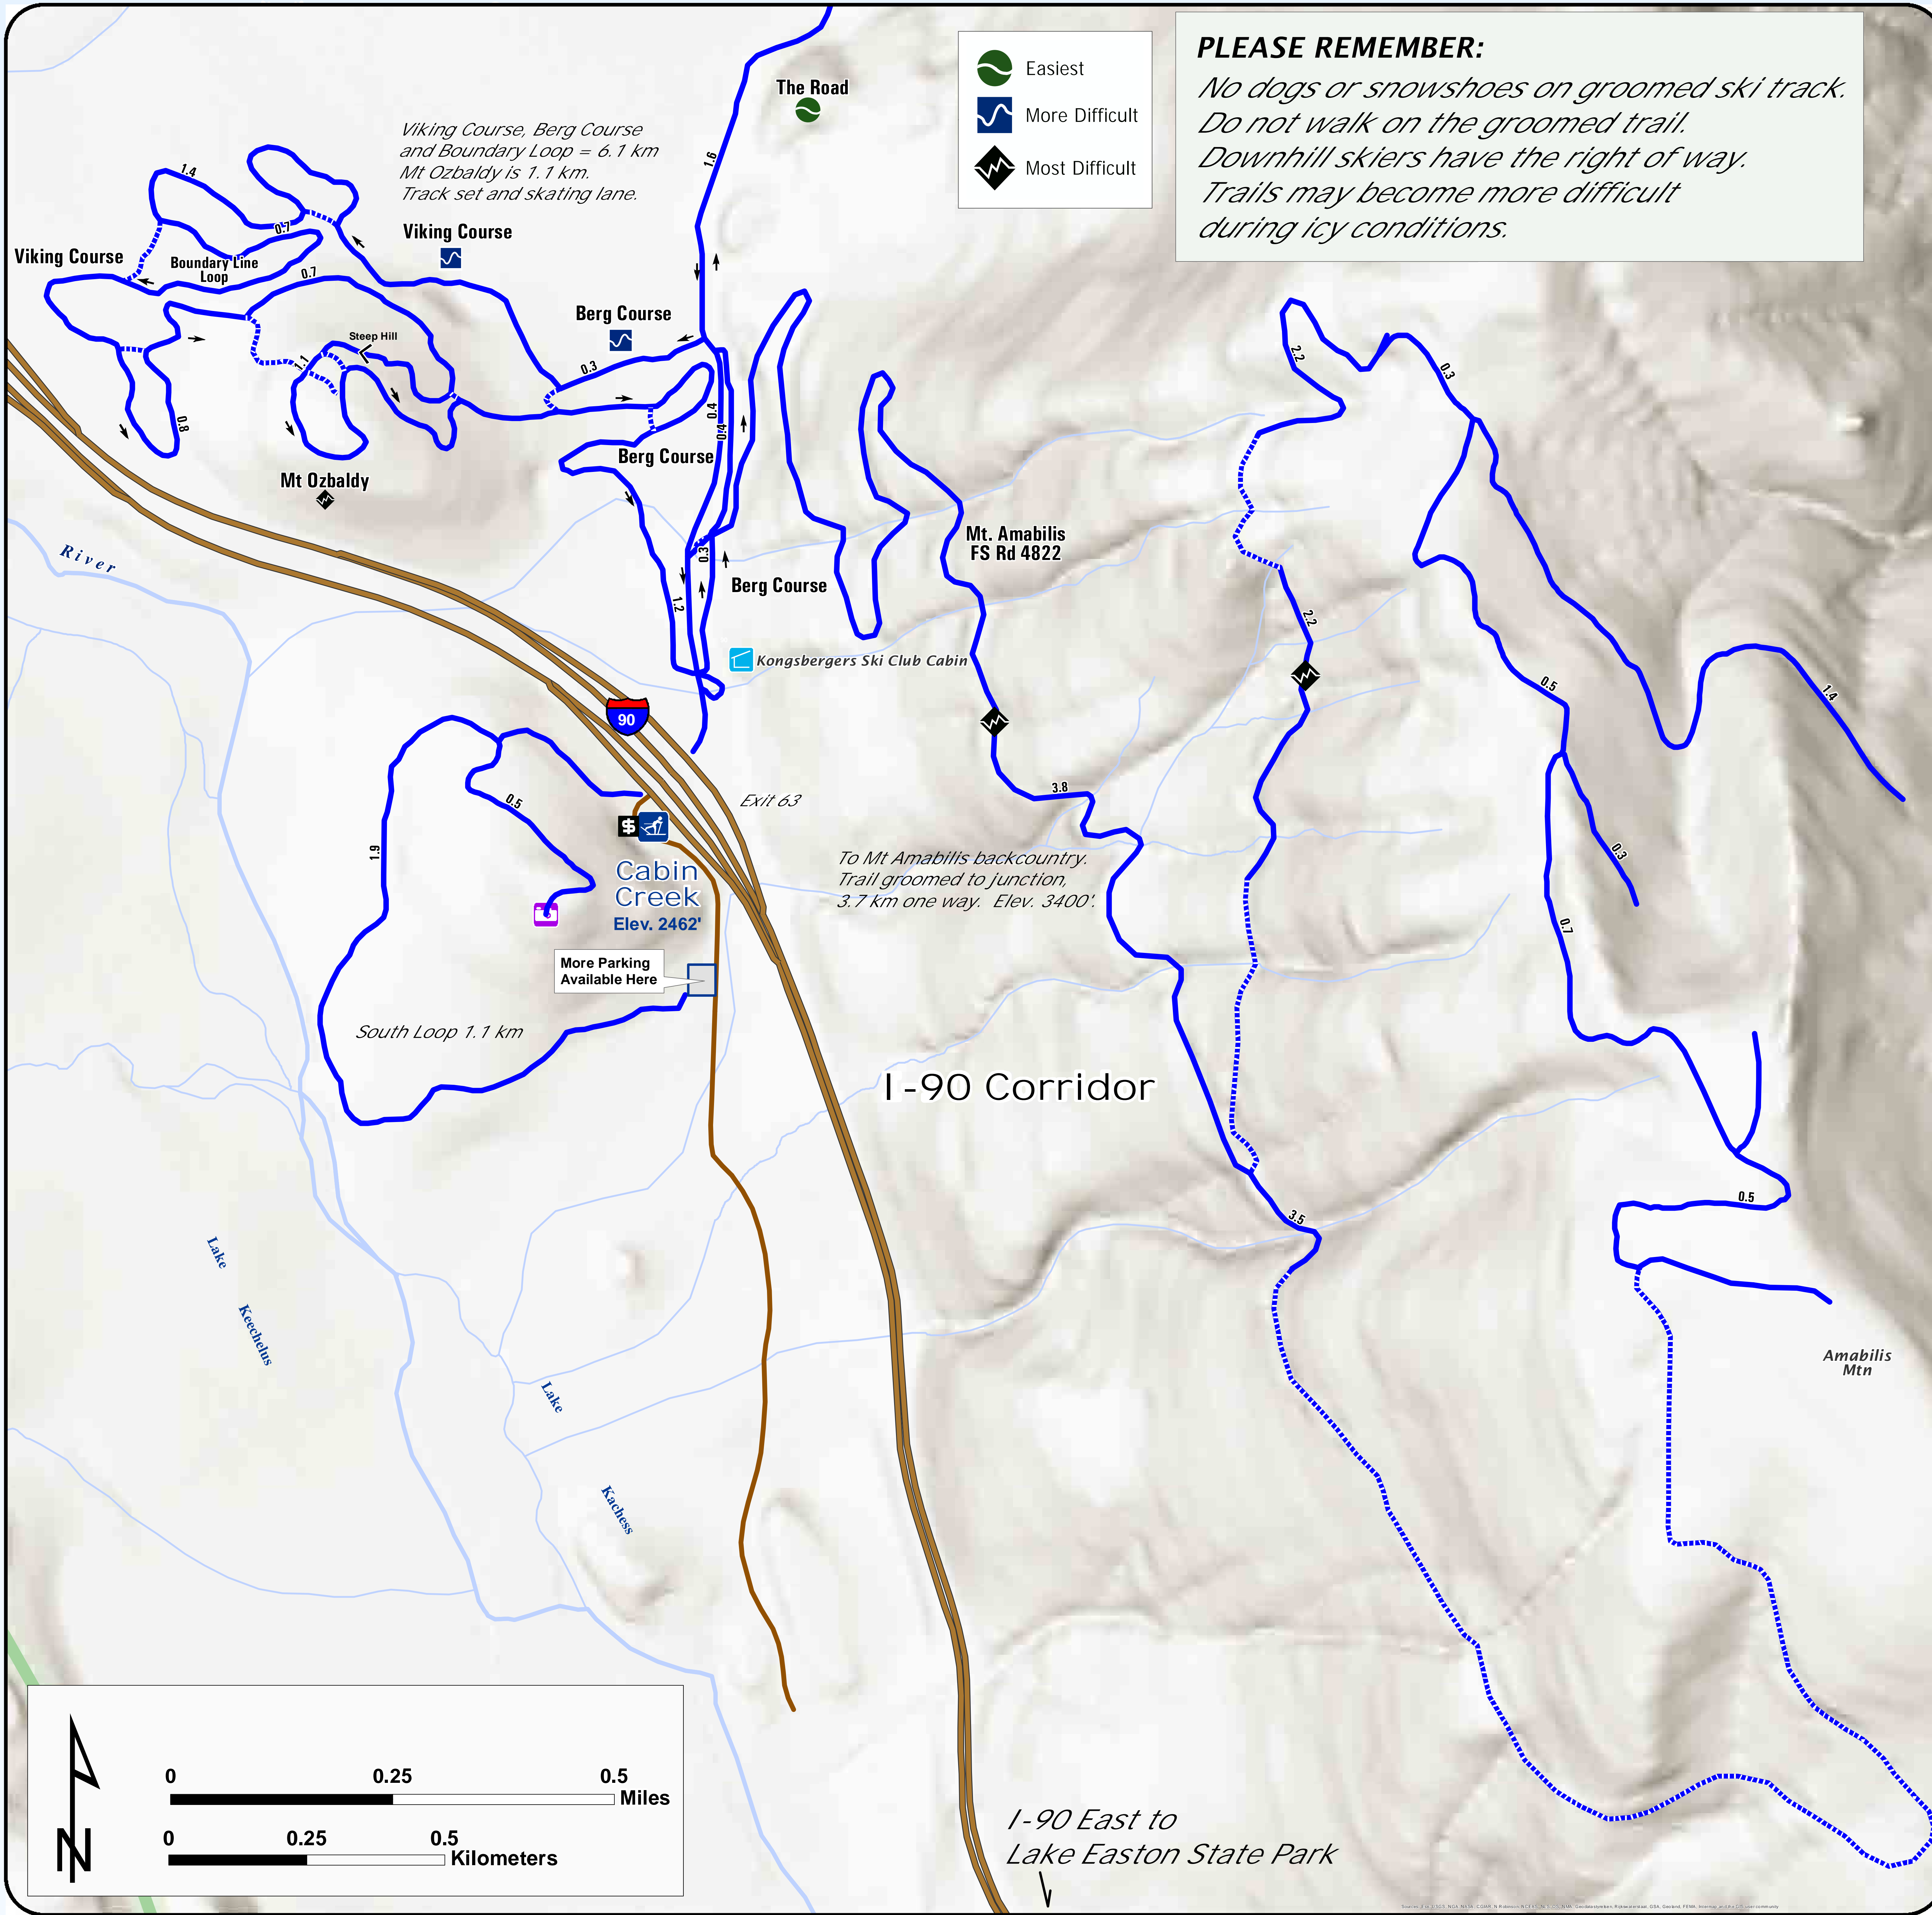 PLEASE REMEMBER:
No dogs or snowshoes on groomed ski track.
Do not walk on the groomed trail.
Downhill skiers have the right of way.
Trails may become more difficult
during icy conditions.
Easiest
More Difficult
Most Difficult
The Road
1.6
Viking Course, Berg Course
and Boundary Loop = 6.1 km
Mt Ozbaldy is 1.1 km.
Track set and skating lane.
1.4
0.7
Viking Course
Viking Course
Boundary Line
Loop
0.7
Berg Course
Steep Hill
1.1
0.3
0.8
0.4
0.4
Berg Course
Mt Ozbaldy
2.2
0.3
Mt. Amabilis
FS Rd 4822
River
0.3
Berg Course
1.2
2.2
Kongsbergers Ski Club Cabin
0.5
1.4
90
3.8
Exit 63
0.5
1.9
$
Cabin
Creek
Elev. 2462'
To Mt Amabilis backcountry.
Trail groomed to junction,
3.7 km one way. Elev. 3400'.
0.3
0.7
More Parking
Available Here
South Loop 1.1 km
I-90 Corridor
0.5
3.5
Lake
Keechelus
Lake
Kachess
Amabilis
Mtn
0 0.25 0.5
Miles
0 0.25 0.5
Kilometers
N
I-90 East to
Lake Easton State Park